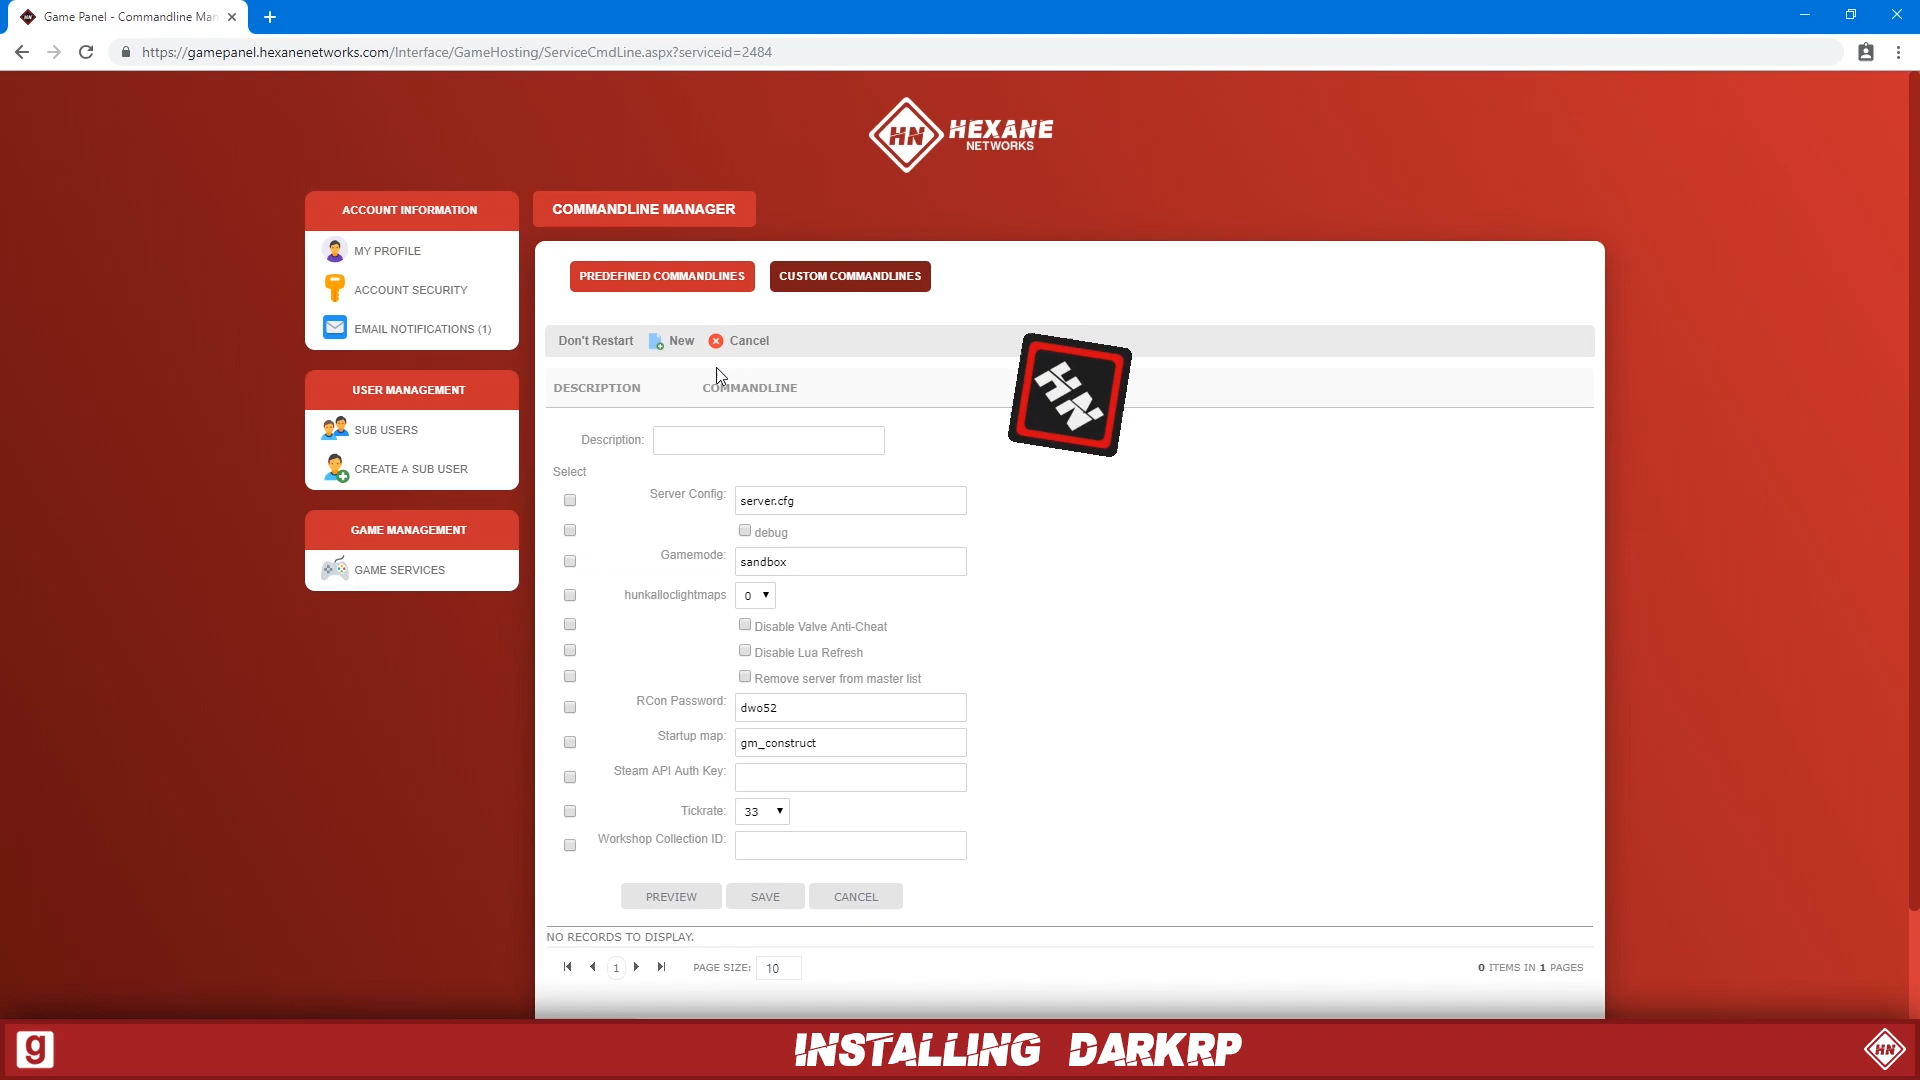 Game Panel - Commandline Man
https://gamepanel.hexanenetworks.com/Interface/GameHosting/ServiceCmdLine.aspx?serviceid=2484
HN HEXANE
NETWORKS
ACCOUNT INFORMATION
MY PROFILE
ACCOUNT SECURITY
EMAIL NOTIFICATIONS (1)
USER MANAGEMENT
SUB USERS
CREATE A SUB USER
GAME MANAGEMENT
GAME SERVICES
COMMANDLINE MANAGER
PREDEFINED COMMANDLINES CUSTOM COMMANDLINES
Don't Restart New Cancel
DESCRIPTION COMMANDLINE
HN
Description:
Select
Server Config: server.cfg
debug
Gamemode: sandbox
hunkalloclightmaps 0
Disable Valve Anti-Cheat
Disable Lua Refresh
Remove server from master list
RCon Password: dwo52
Startup map: gm_construct
Steam API Auth Key:
Tickrate: 33
Workshop Collection ID:
PREVIEW SAVE CANCEL
NO RECORDS TO DISPLAY.
1 PAGE SIZE: 10 0 ITEMS IN 1 PAGES
g INSTALLING DARKRP HN